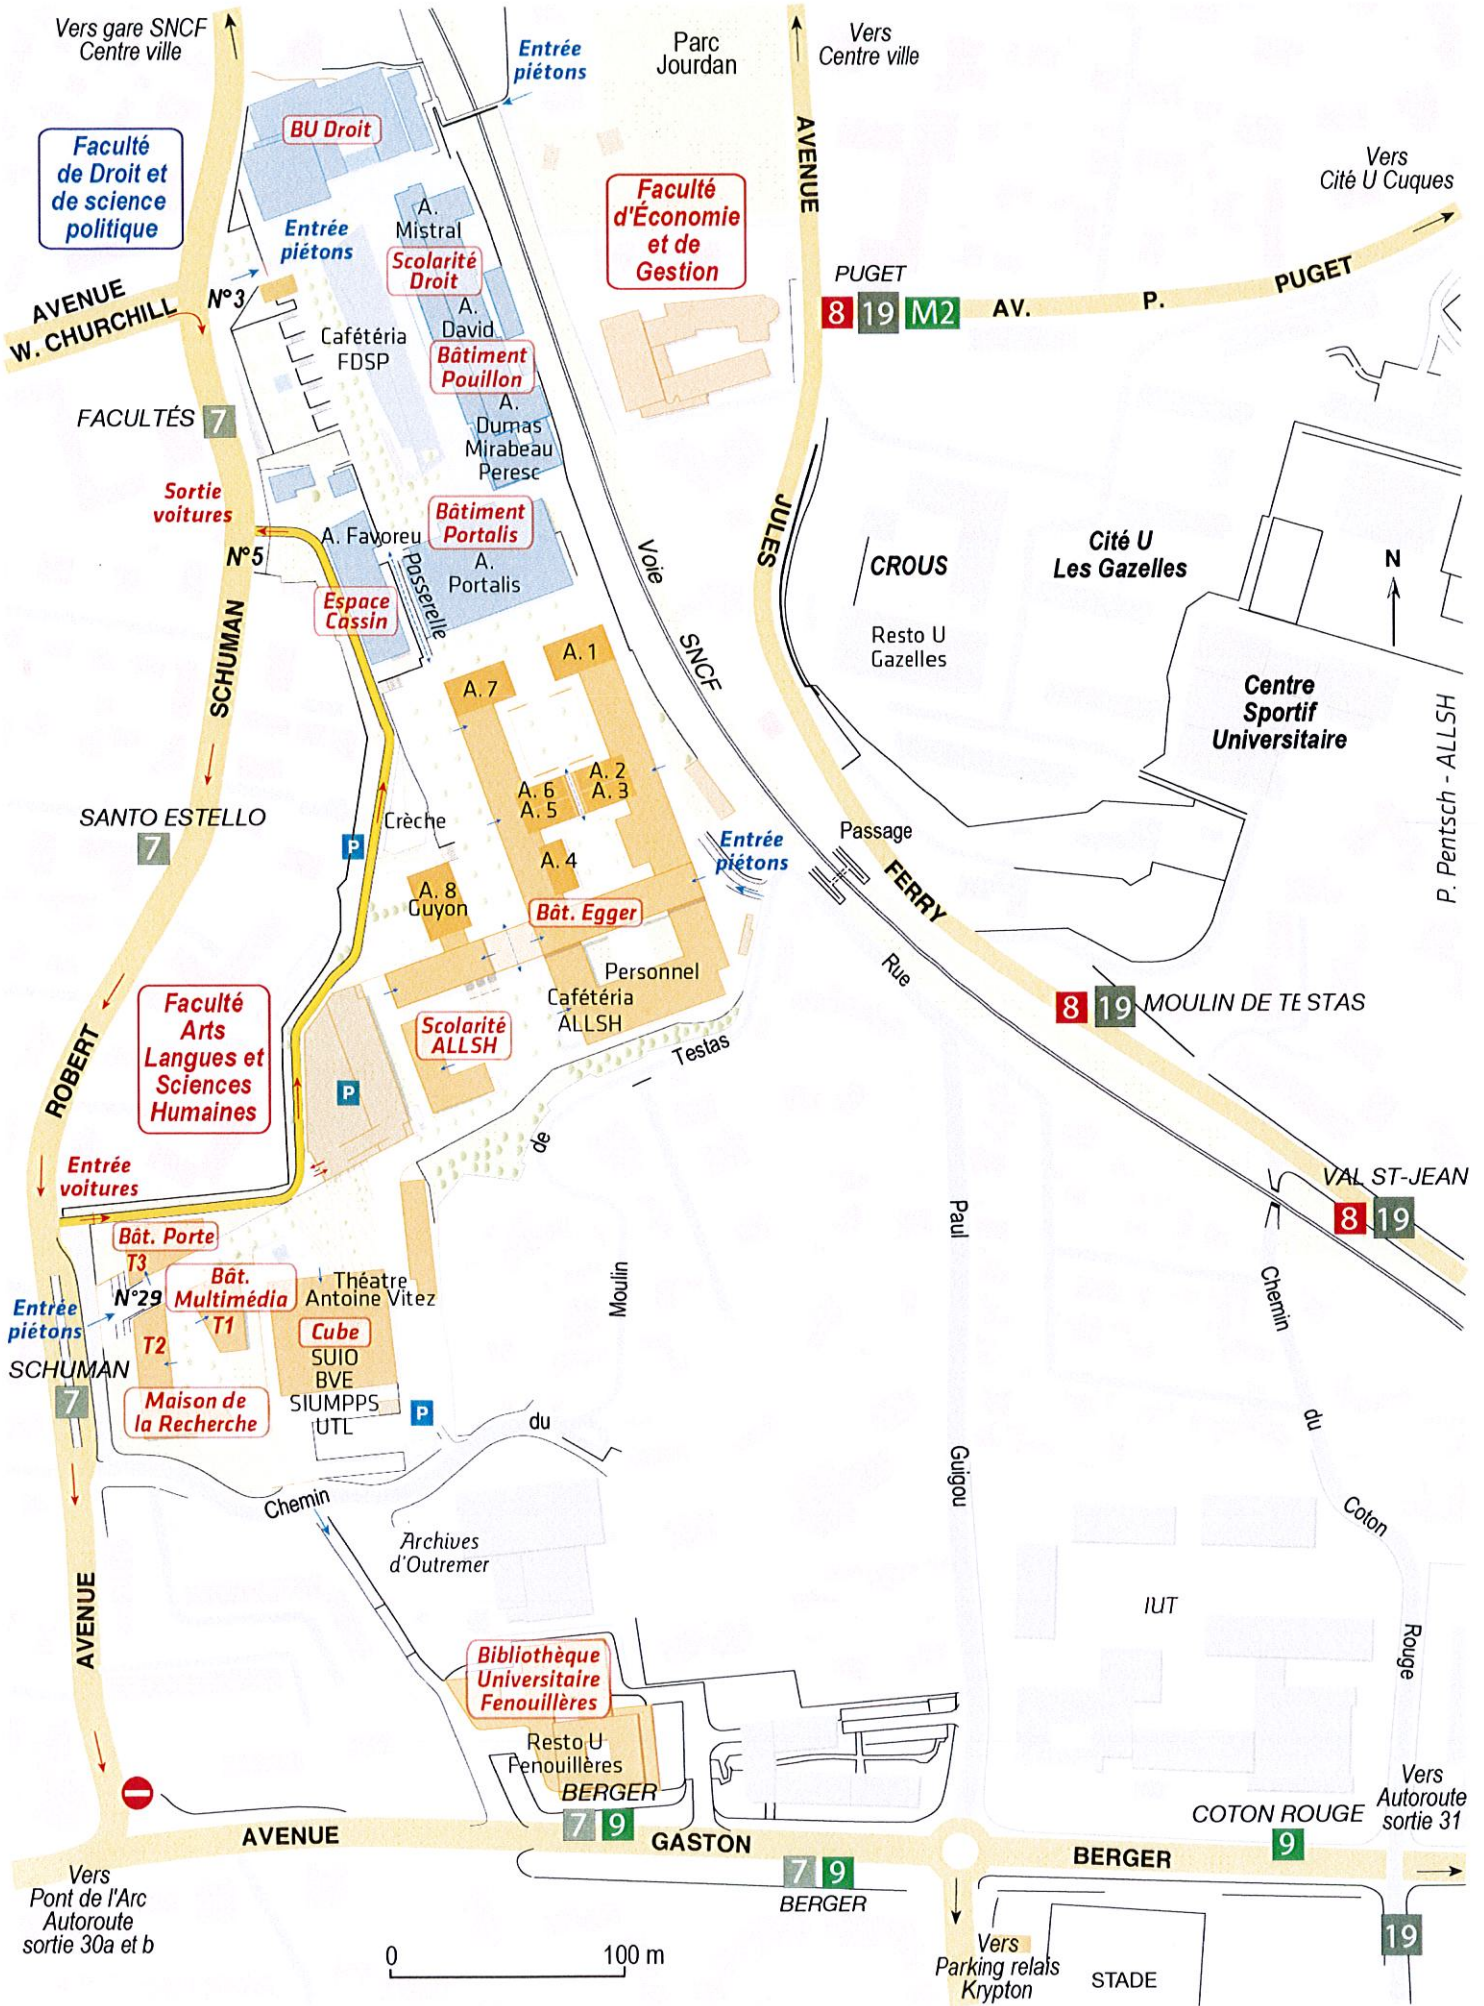 Vers gare SNCF
Centre ville
Entrée
piétons
Parc
Jourdan
Vers
Centre ville
BU Droit
AVENUE
Faculté
de Droit et
de science
politique
Vers
Cité U Cuques
Faculté
d'Économie
et de
Gestion
A.
Mistral
Entrée
piétons
Scolarité
Droit
PUGET
8 19 M2
AV. P. PUGET
AVENUE
W. CHURCHILL
N°3
A.
David
Cafétéria
FDSP
Bâtiment
Pouillon
FACULTÉS 7
A.
Dumas
Mirabeau
Peresc
Sortie
voitures
Bâtiment
Portalis
JULES
N°5
A. Favoreu
A.
Portalis
Passerelle
Voie
CROUS
Cité U
Les Gazelles
N
Espace
Cassin
SCHUMAN
SNCF
Resto U
Gazelles
A. 1
A. 7
Centre
Sportif
Universitaire
P. Pentsch - ALLSH
A. 2
A. 3
A. 6
A. 5
SANTO ESTELLO
7
P
Crèche
Entrée
piétons
Passage
A. 4
FERRY
A. 8
Guyon
Bât. Egger
Rue
Personnel
Cafétéria
ALLSH
8 19 MOULIN DE TESTAS
Faculté
Arts
Langues et
Sciences
Humaines
Scolarité
ALLSH
Testas
ROBERT
P
de
Entrée
voitures
VAL ST-JEAN
8 19
Paul
Bât. Porte
T3
Bât.
Multimédia
T1
N°29
Théatre
Antoine Vitez
Moulin
Chemin
Entrée
piétons
T2
Cube
SUIO
BVE
SIUMPPS
UTL
SCHUMAN
7
Maison de
la Recherche
P
du
du
Guigou
Chemin
Coton
Archives
d'Outremer
AVENUE
IUT
Rouge
Bibliothèque
Universitaire
Fenouillères
Resto U
Fenouillères
BERGER
7 9
Vers
Autoroute
sortie 31
COTON ROUGE
9
AVENUE GASTON BERGER
7 9
BERGER
Vers
Pont de l'Arc
Autoroute
sortie 30a et b
19
0 100 m
Vers
Parking relais
Krypton
STADE